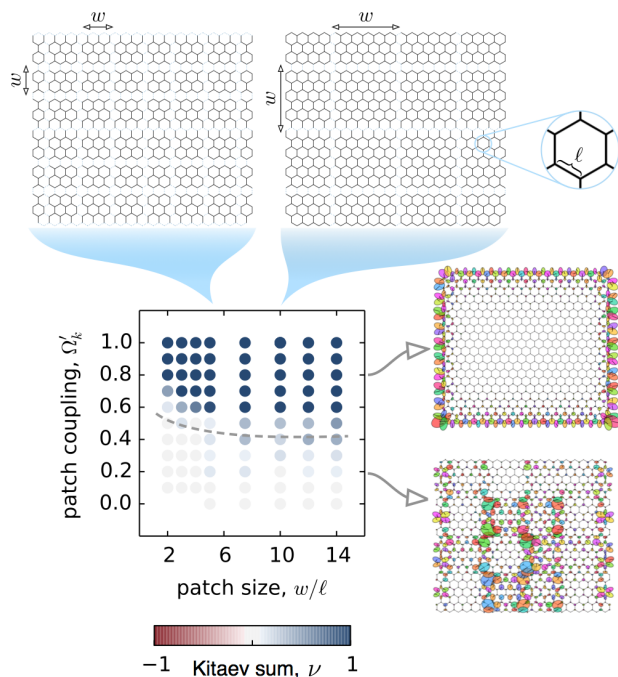 w
w
w
w
ℓ
patch coupling, Ω′ₖ
1.0
0.8
0.6
0.4
0.2
0.0
2
6
10
14
patch size, w/ℓ
−1
1
Kitaev sum, ν